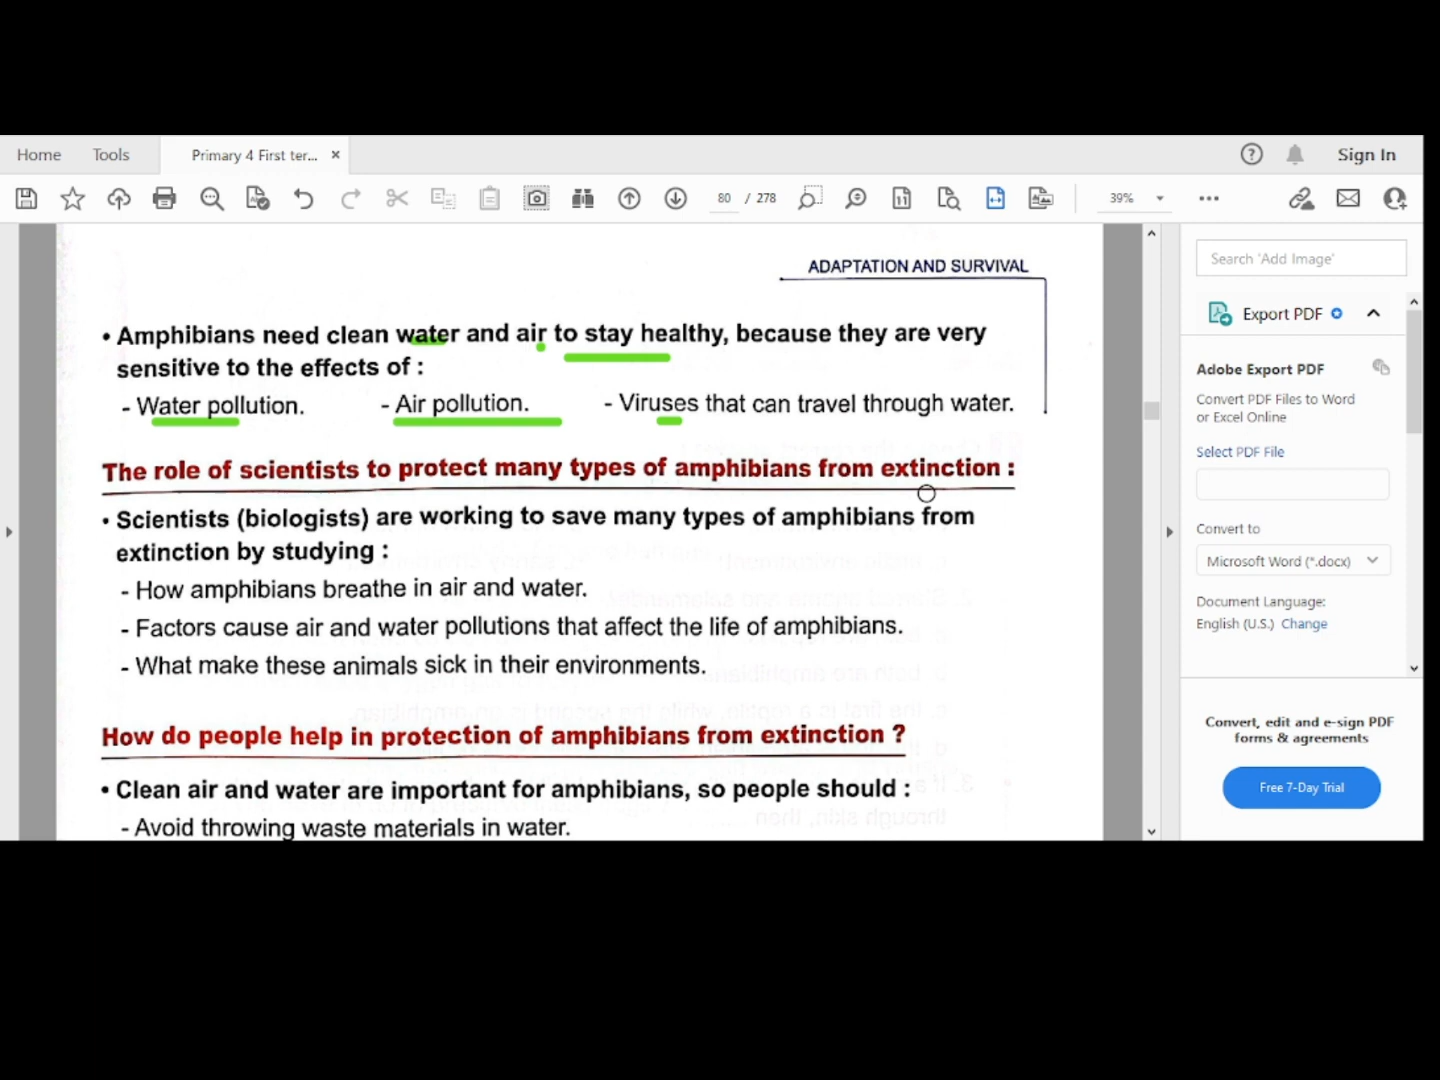 Home Tools Primary 4 First ter... × Sign In
80 / 278 39%
ADAPTATION AND SURVIVAL
• Amphibians need clean water and air to stay healthy, because they are very
sensitive to the effects of :
- Water pollution. - Air pollution. - Viruses that can travel through water.
The role of scientists to protect many types of amphibians from extinction :
• Scientists (biologists) are working to save many types of amphibians from
extinction by studying :
- How amphibians breathe in air and water.
- Factors cause air and water pollutions that affect the life of amphibians.
- What make these animals sick in their environments.
How do people help in protection of amphibians from extinction ?
• Clean air and water are important for amphibians, so people should :
- Avoid throwing waste materials in water.
Search 'Add Image'
Export PDF
Adobe Export PDF
Convert PDF Files to Word
or Excel Online
Select PDF File
Convert to
Microsoft Word (*.docx)
Document Language:
English (U.S.) Change
Convert, edit and e-sign PDF
forms & agreements
Free 7-Day Trial